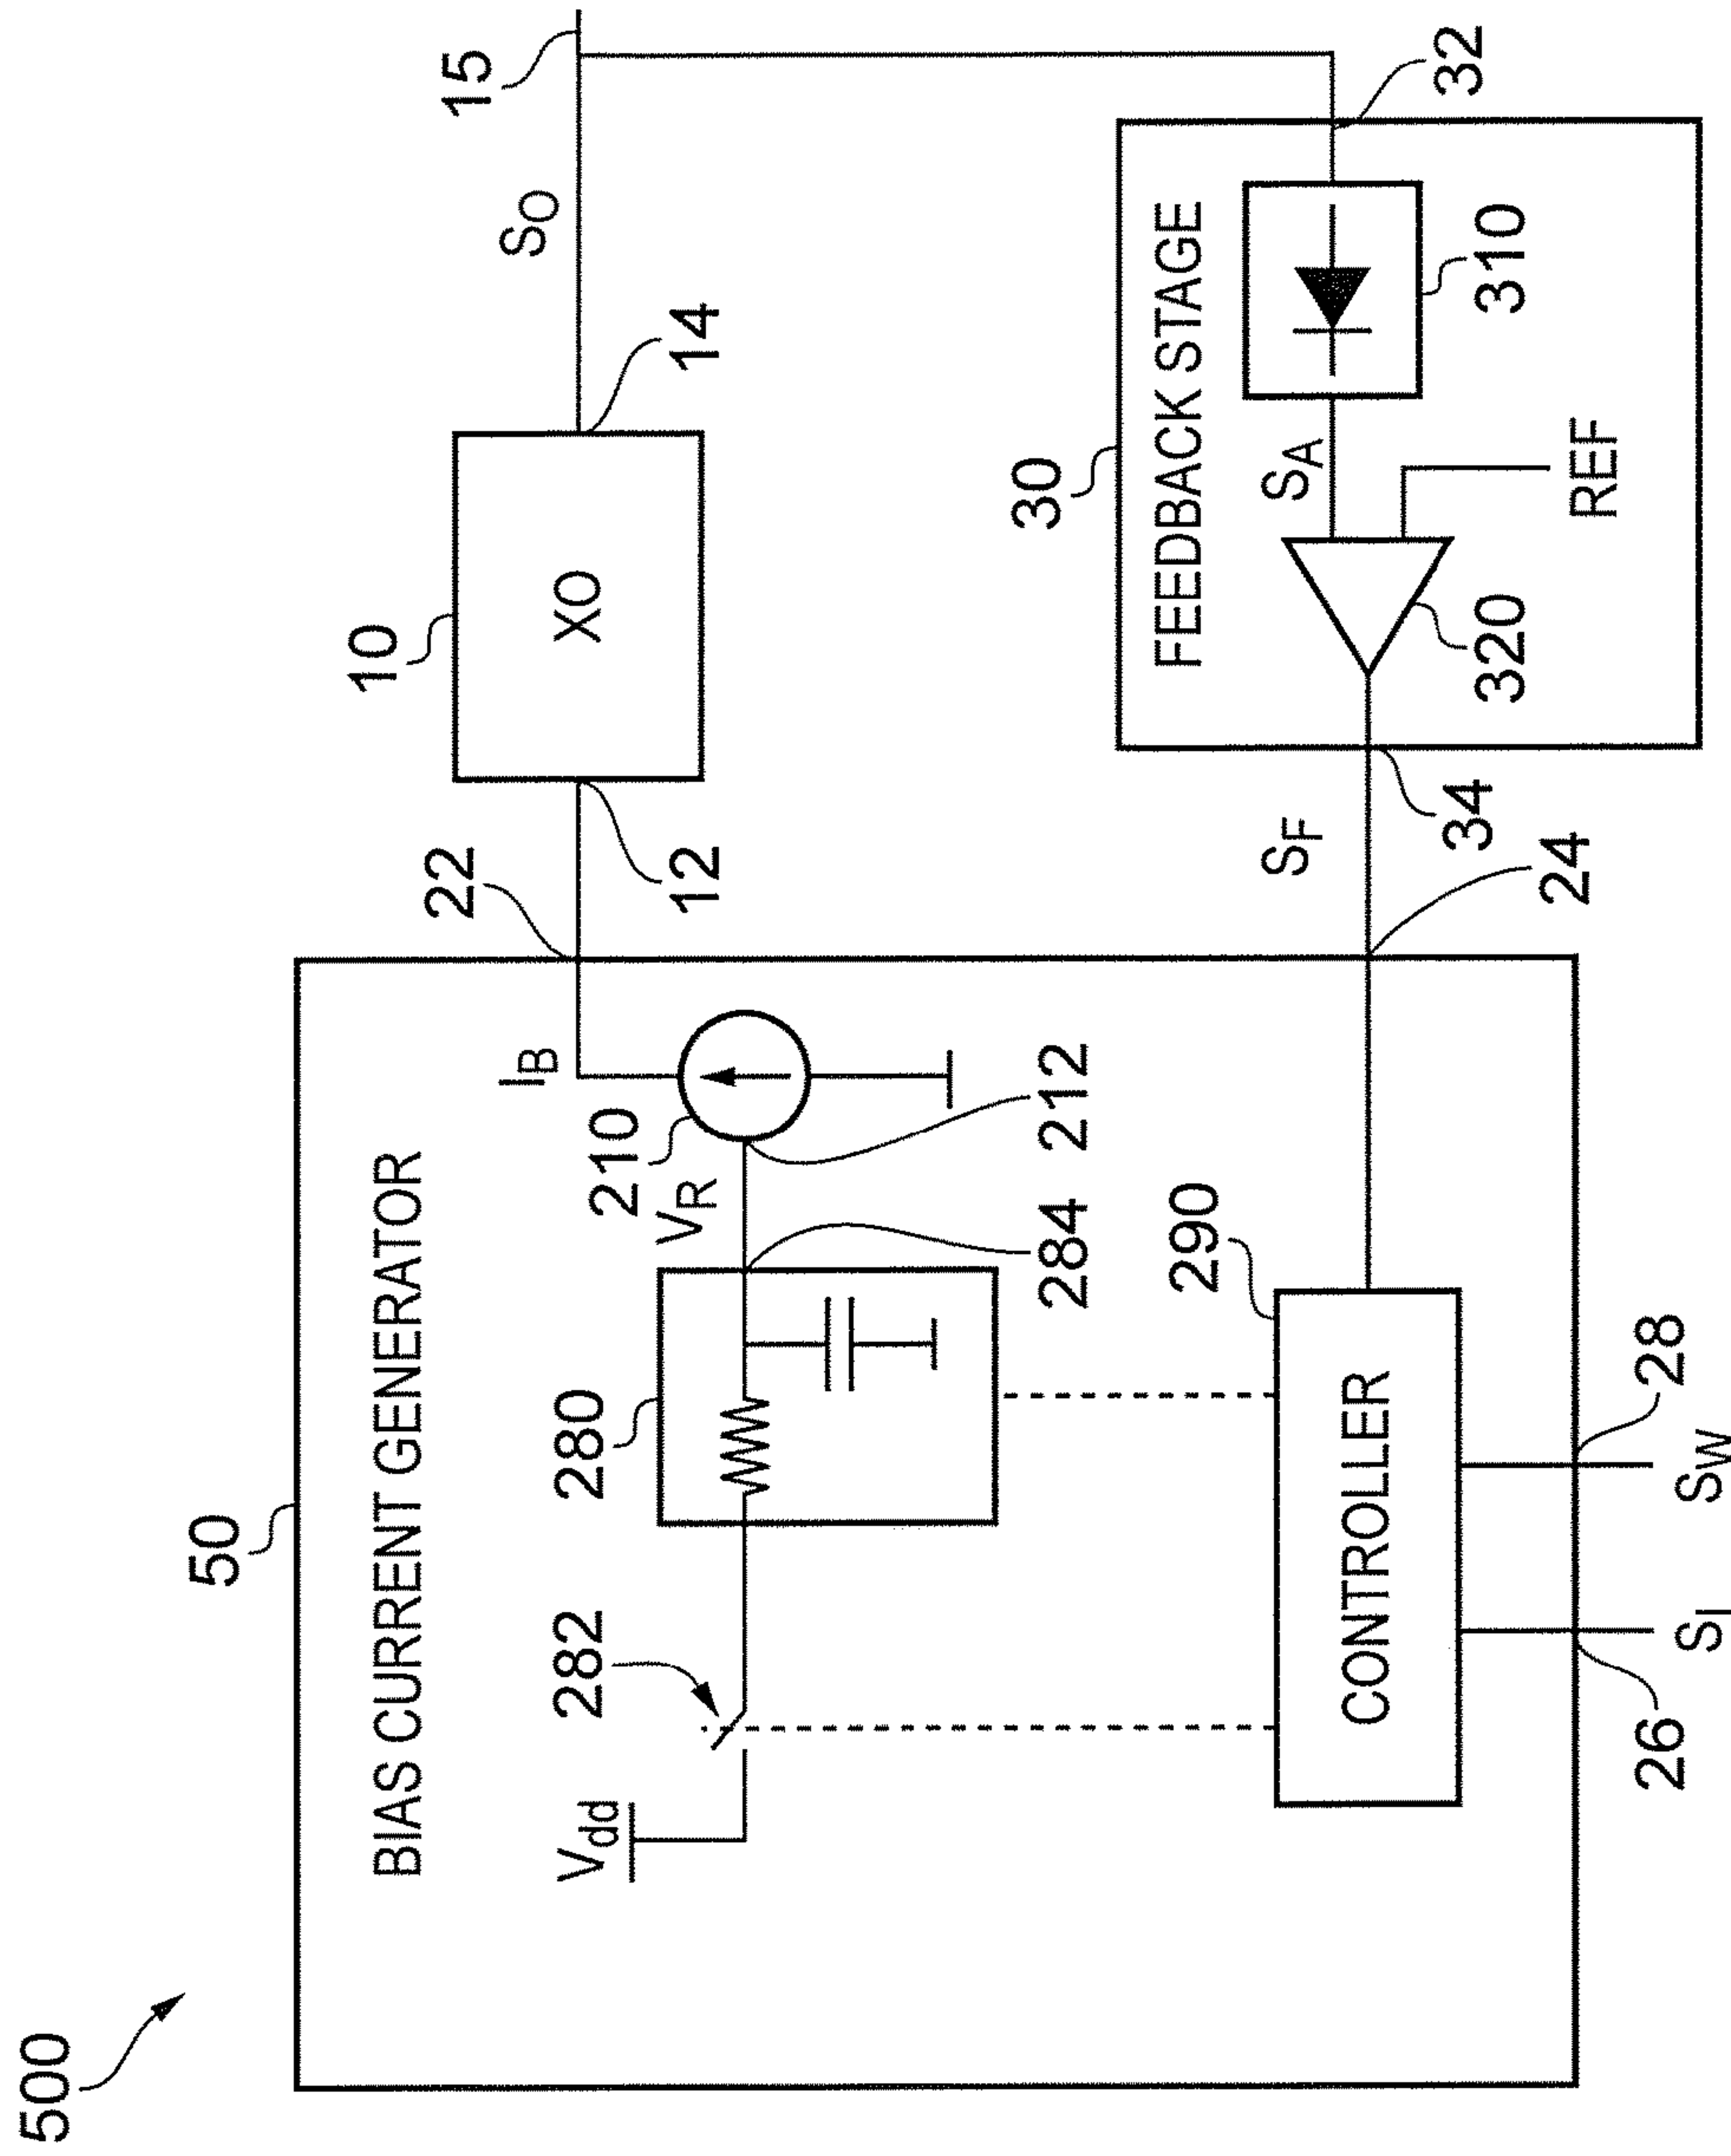 500
50
BIAS CURRENT GENERATOR
Vdd
282
280
VR
210
IB
212
284
290
CONTROLLER
26
SI
28
SW
22
12
10
XO
14
SO
15
24
SF
34
30
FEEDBACK STAGE
320
SA
REF
310
32